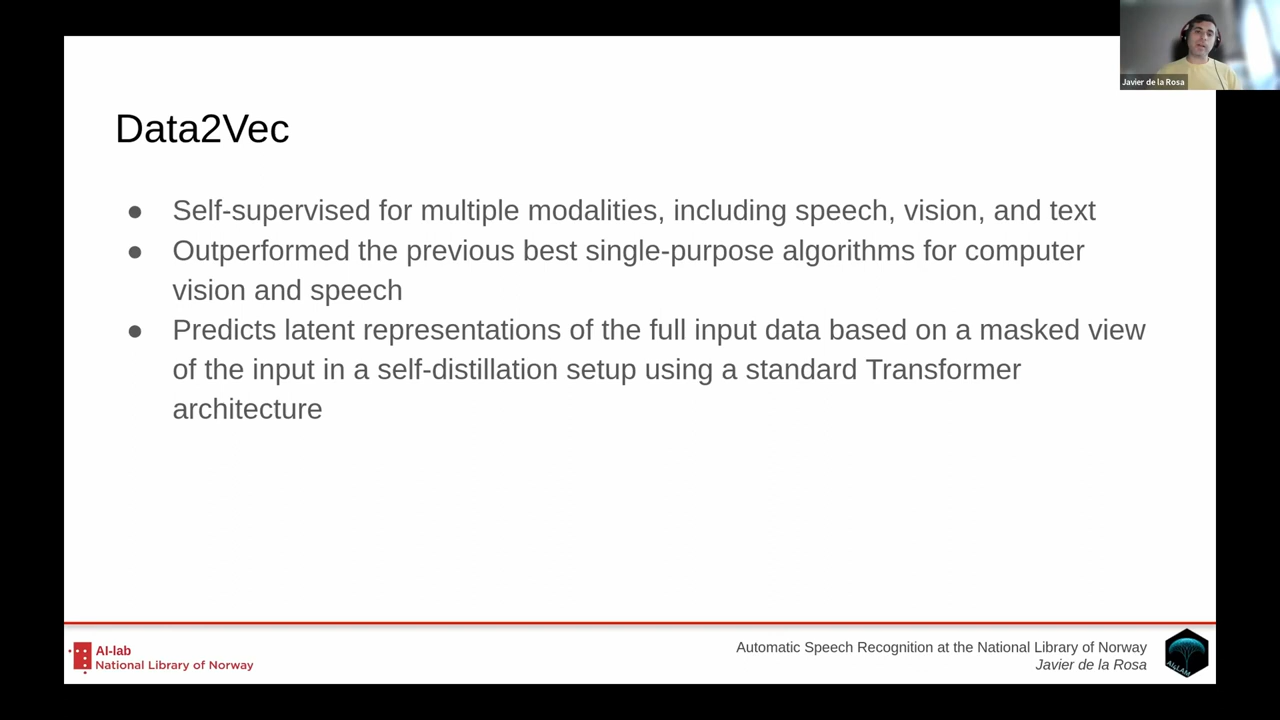 Javier de la Rosa
Data2Vec
● Self-supervised for multiple modalities, including speech, vision, and text
● Outperformed the previous best single-purpose algorithms for computer
vision and speech
● Predicts latent representations of the full input data based on a masked view
of the input in a self-distillation setup using a standard Transformer
architecture
AI-lab
National Library of Norway
Automatic Speech Recognition at the National Library of Norway
Javier de la Rosa
AI4LAM